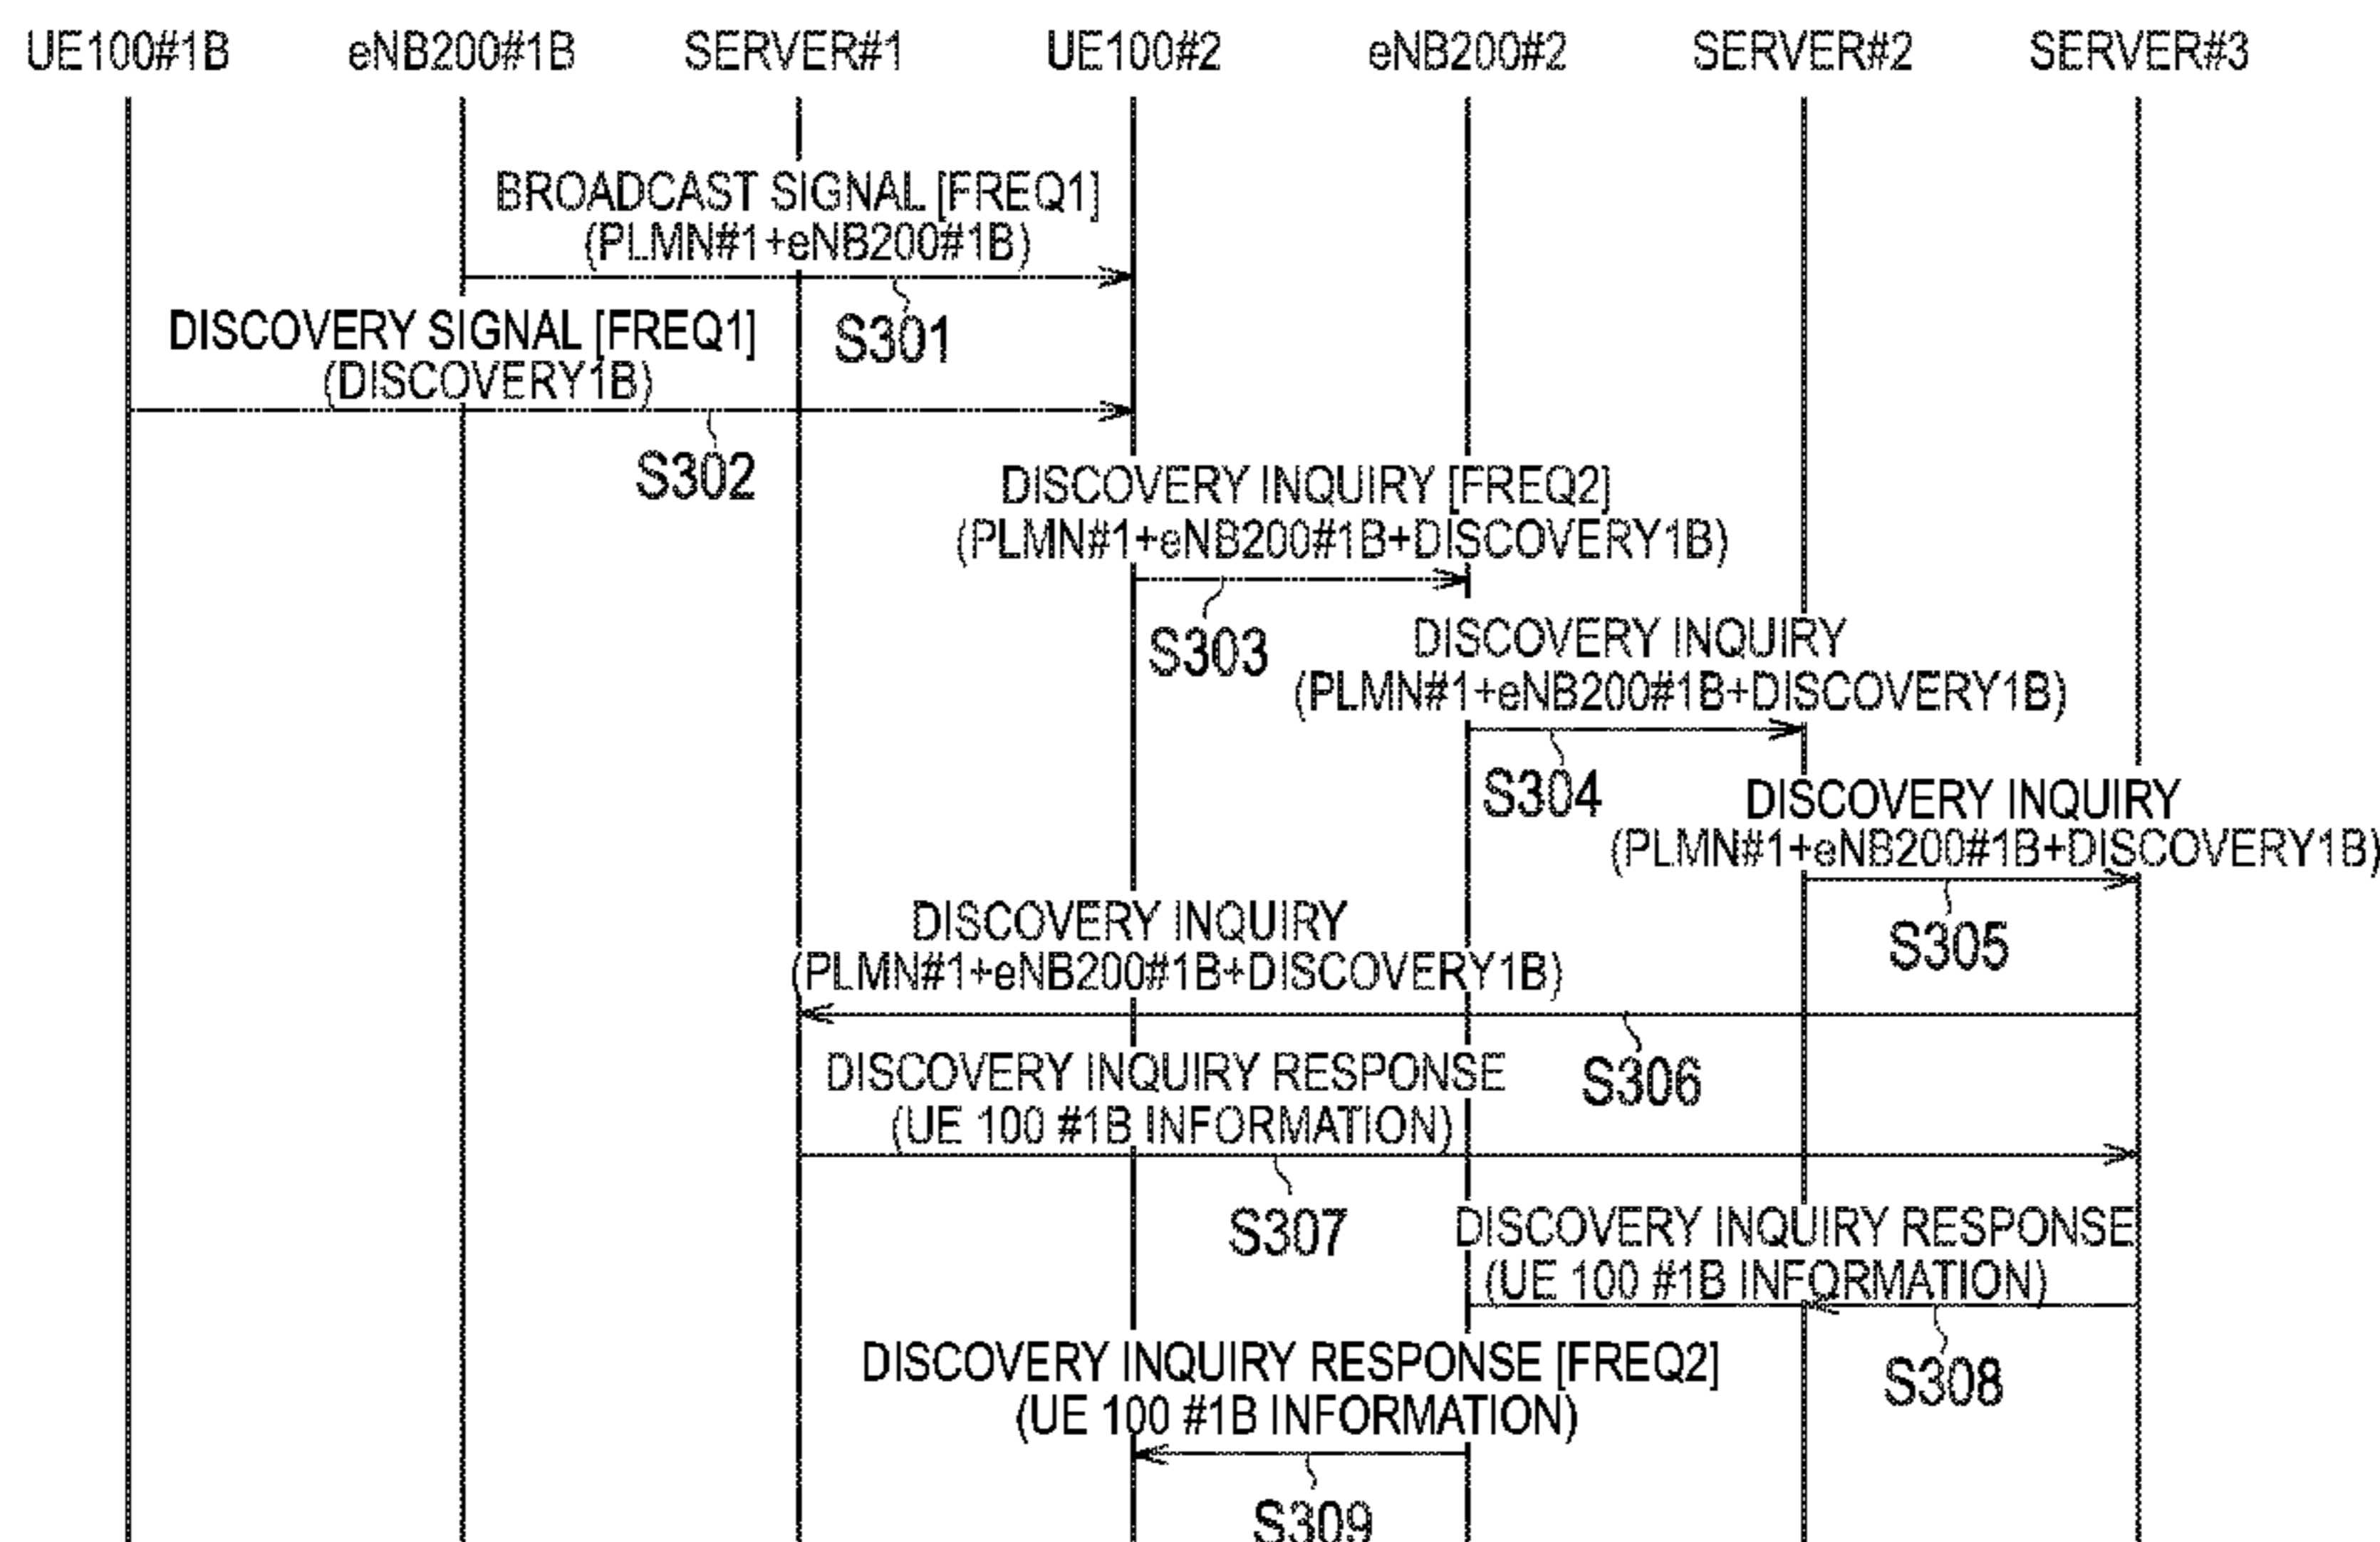 UE100#1B eNB200#1B SERVER#1 UE100#2 eNB200#2 SERVER#2 SERVER#3
BROADCAST SIGNAL [FREQ1]
(PLMN#1+eNB200#1B)
S301
DISCOVERY SIGNAL [FREQ1]
(DISCOVERY1B)
S302
DISCOVERY INQUIRY [FREQ2]
(PLMN#1+eNB200#1B+DISCOVERY1B)
S303
DISCOVERY INQUIRY
(PLMN#1+eNB200#1B+DISCOVERY1B)
S304
DISCOVERY INQUIRY
(PLMN#1+eNB200#1B+DISCOVERY1B)
S305
DISCOVERY INQUIRY
(PLMN#1+eNB200#1B+DISCOVERY1B)
S306
DISCOVERY INQUIRY RESPONSE
(UE 100 #1B INFORMATION)
S307
DISCOVERY INQUIRY RESPONSE
(UE 100 #1B INFORMATION)
S308
DISCOVERY INQUIRY RESPONSE [FREQ2]
(UE 100 #1B INFORMATION)
S309